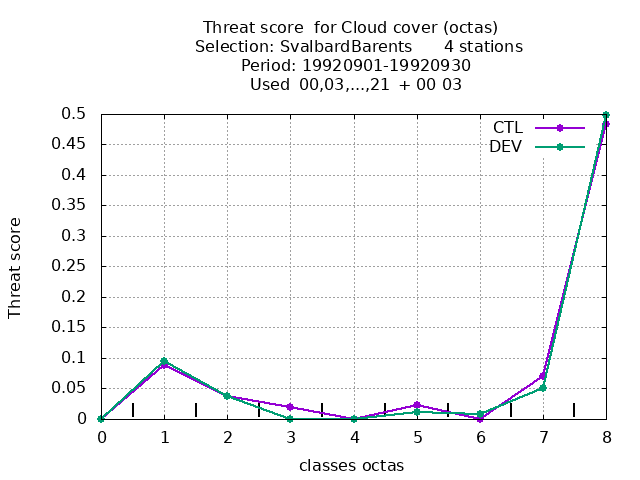 Threat score  for Cloud cover (octas)
Selection: SvalbardBarents      4 stations
Period: 19920901-19920930
Used  00,03,...,21  + 00 03
CTL
DEV
0.5
0.45
0.4
0.35
0.3
0.25
0.2
0.15
0.1
0.05
0
Threat score
0 1 2 3 4 5 6 7 8
classes octas